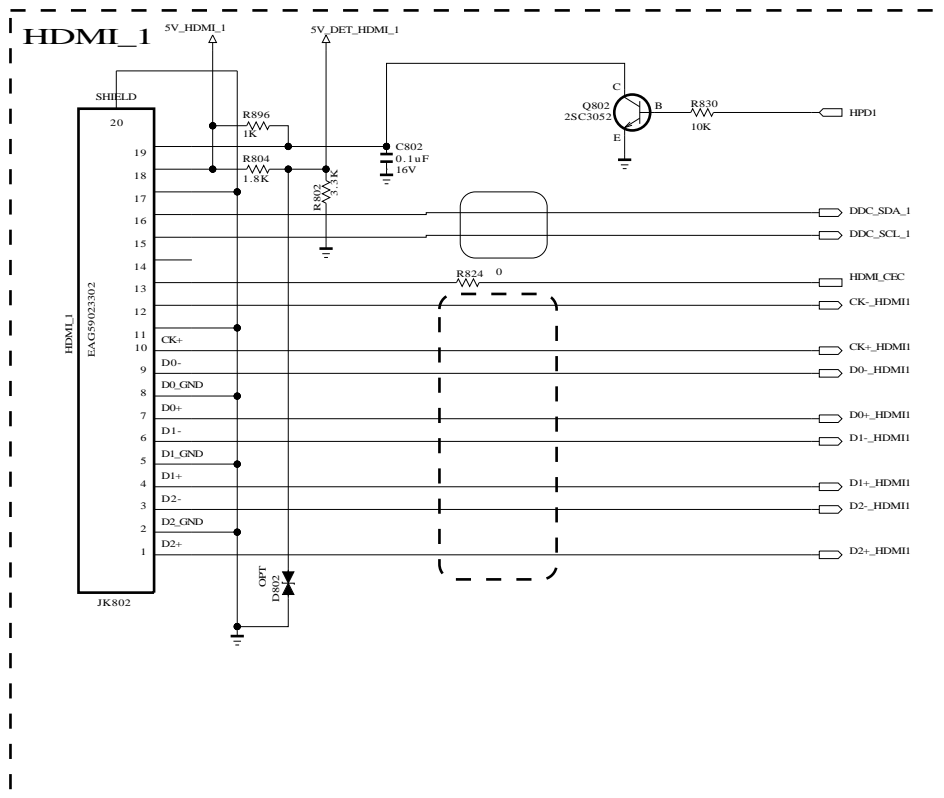 HDMI_1
5V_HDMI_1
5V_DET_HDMI_1
SHIELD
20
R896
1K
C
Q802
2SC3052
B
E
R830
10K
HPD1
19
C802
0.1uF
16V
R804
1.8K
18
R802
3.3K
17
16
DDC_SDA_1
15
DDC_SCL_1
14
R824
0
HDMI_CEC
13
12
CK-_HDMI1
HDMI_1
EAG59023302
11
CK+
10
CK+_HDMI1
D0-
9
D0-_HDMI1
D0_GND
8
D0+
7
D0+_HDMI1
D1-
6
D1-_HDMI1
D1_GND
5
D1+
4
D1+_HDMI1
D2-
3
D2-_HDMI1
D2_GND
2
D2+
1
D2+_HDMI1
OPT
D802
JK802